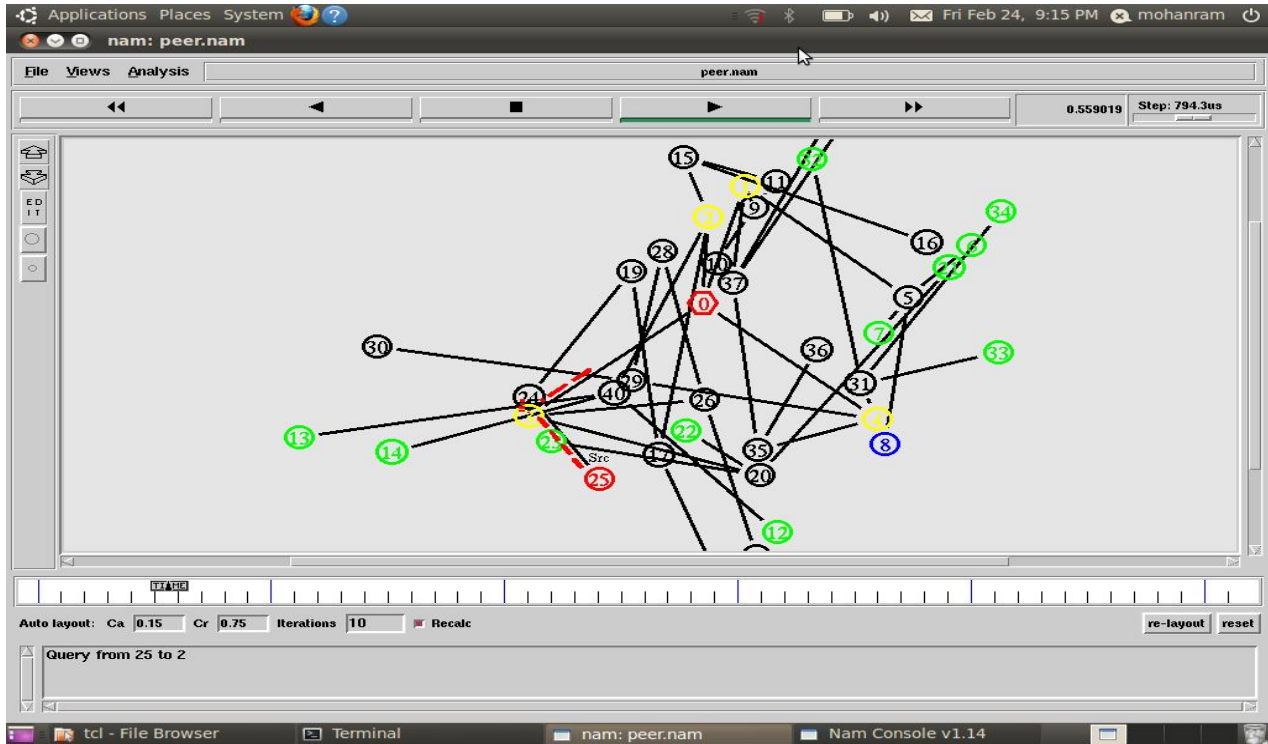 Applications Places System
Fri Feb 24, 9:15 PM mohanram
nam: peer.nam
File Views Analysis
peer.nam
0.559019
Step: 794.3us
ED
IT
15
11
1
9
2
34
16
6
28
10
19
37
5
0
7
30
36
33
29
31
24
40
26
4
13
22
8
14
23
35
17
Src
20
25
12
TIME
Auto layout: Ca 0.15 Cr 0.75 Iterations 10 Recalc
re-layout reset
Query from 25 to 2
tcl - File Browser
Terminal
nam: peer.nam
Nam Console v1.14